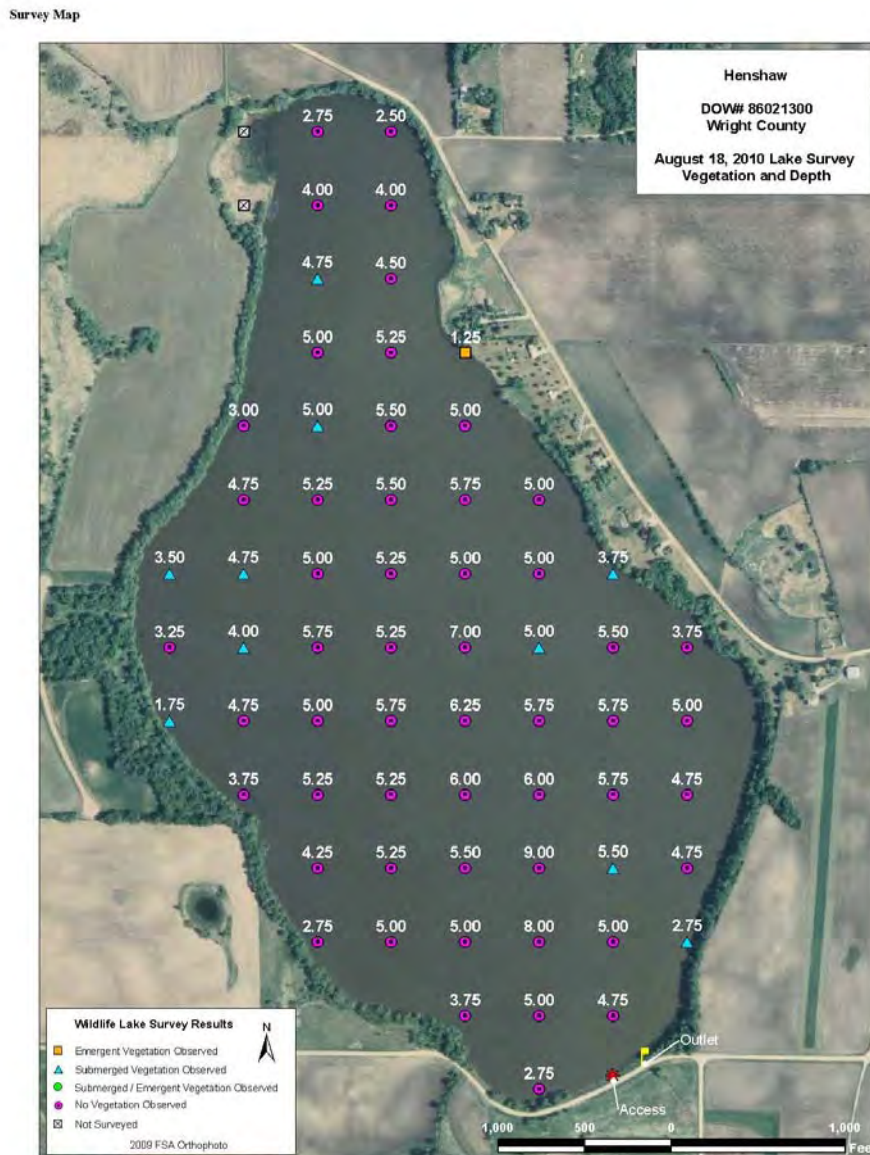 Survey Map
Henshaw
DOW# 86021300
Wright County
August 18, 2010 Lake Survey
Vegetation and Depth
2.75 2.50
4.00 4.00
4.75 4.50
5.00 5.25 1.25
3.00 5.00 5.50 5.00
4.75 5.25 5.50 5.75 5.00
3.50 4.75 5.00 5.25 5.00 5.00 3.75
3.25 4.00 5.75 5.25 7.00 5.00 5.50 3.75
1.75 4.75 5.00 5.75 6.25 5.75 5.75 5.00
3.75 5.25 5.25 6.00 6.00 5.75 4.75
4.25 5.25 5.50 9.00 5.50 4.75
2.75 5.00 5.00 8.00 5.00 2.75
3.75 5.00 4.75
2.75
Outlet
Access
Wildlife Lake Survey Results
N
Emergent Vegetation Observed
Submerged Vegetation Observed
Submerged / Emergent Vegetation Observed
No Vegetation Observed
Not Surveyed
2009 FSA Orthophoto
1,000 500 0 1,000
Fee